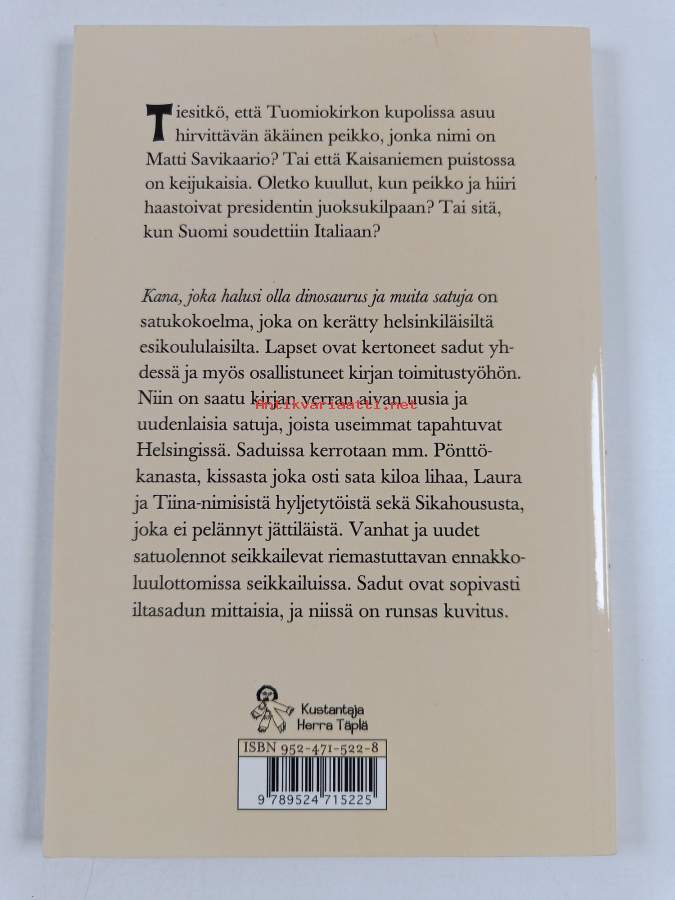 Tiesitkö, että Tuomiokirkon kupolissa asuu
hirvittävän äkäinen peikko, jonka nimi on
Matti Savikaario? Tai että Kaisaniemen puistossa
on keijukaisia. Oletko kuullut, kun peikko ja hiiri
haastoivat presidentin juoksukilpaan? Tai sitä,
kun Suomi soudettiin Italiaan?
Kana, joka halusi olla dinosaurus ja muita satuja on
satukokoelma, joka on kerätty helsinkiläisiltä
esikoululaisilta. Lapset ovat kertoneet sadut yh-
dessä ja myös osallistuneet kirjan toimitustyöhön.
Niin on saatu kirjan verran aivan uusia ja
Antikvariaatti.net
uudenlaisia satuja, joista useimmat tapahtuvat
Helsingissä. Saduissa kerrotaan mm. Pönttö-
kanasta, kissasta joka osti sata kiloa lihaa, Laura
ja Tiina-nimisistä hyljetytöistä sekä Sikahousусta,
joka ei pelännyt jättiläistä. Vanhat ja uudet
satuolennot seikkailevat riemastuttavan ennakko-
luulottomissa seikkailuissa. Sadut ovat sopivasti
iltasadun mittaisia, ja niissä on runsas kuvitus.
Kustantaja
Herra Täplä
ISBN 952-471-522-8
9 789524 715225